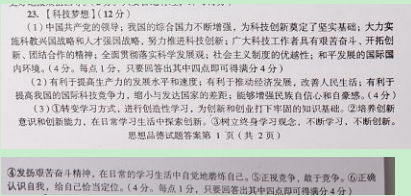 23.【科技梦想】(12分)
(1)中国共产党的领导;我国的综合国力不断增强,为科技创新奠定了坚实基础;大力实
施科教兴国战略和人才强国战略,努力推进科技创新;广大科技工作者具有艰苦奋斗、开拓创
新、团结合作的精神;全面贯彻落实科学发展观;社会主义制度的优越性;和平发展的国际国
内环境。(4分。每点1分,只要回答出其中四点即可得满分4分)
(2)有利于提高生产力的发展水平和速度;有利于推动经济发展,改善人民生活;有利于
提高我国的国际科技竞争力,缩小与发达国家的差距;能够增强民族自信心和自豪感。(4分)
(3)①转变学习方式,进行创造性学习,为创新和创业打下牢固的知识基础。②培养创新
意识和创新能力,在日常学习生活中探索创新。③树立终身学习观念,不断学习,不断创新。
思想品德试题答案第 1 页(共 2 页)
④发扬艰苦奋斗精神,在日常的学习生活中自觉地磨练自己。⑤正视竞争,敢于竞争。⑥正确
认识自我,给自己恰当定位。(4分。每点1分,只要回答出其中四点即可得满分4分)